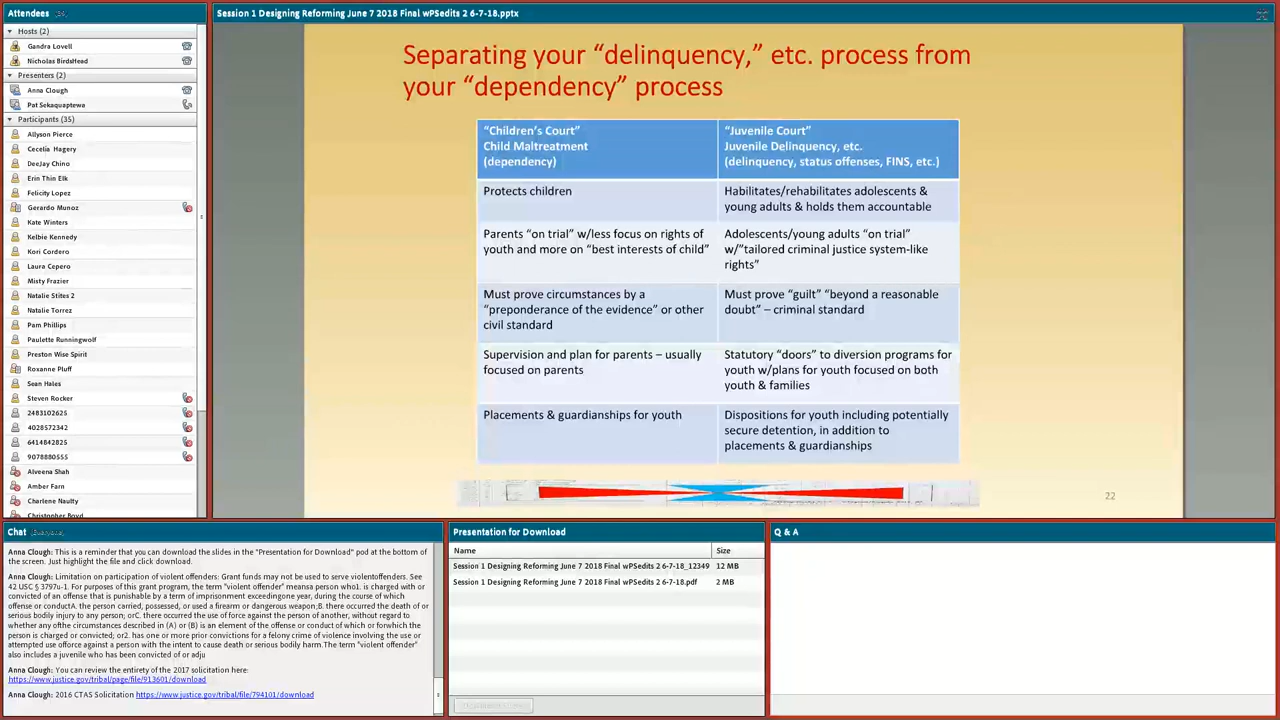 Attendees
Session 1 Designing Reforming June 7 2018 Final wPSedits 2 6-7-18.pptx
Hosts (2)
Gandra Lovell
Nicholas BirdsHead
Presenters (2)
Anna Clough
Pat Sekaquaptewa
Participants (35)
Allyson Pierce
Cecelia Hagery
DeeJay Chino
Erin Thin Elk
Felicity Lopez
Gerardo Munoz
Kate Winters
Kelbie Kennedy
Kori Cordero
Laura Cepero
Misty Frazier
Natalie Stites 2
Natalie Torrez
Pam Phillips
Paulette Runningwolf
Preston Wise Spirit
Roxanne Pluff
Sean Hales
Steven Rocker
2483102625
4028572342
6414842825
9078880555
Alveena Shah
Amber Farn
Charlene Naulty
Christopher Boyd
Separating your “delinquency,” etc. process from
your “dependency” process
“Children’s Court”
Child Maltreatment
(dependency)
“Juvenile Court”
Juvenile Delinquency, etc.
(delinquency, status offenses, FINS, etc.)
Protects children
Habilitates/rehabilitates adolescents &
young adults & holds them accountable
Parents “on trial” w/less focus on rights of
youth and more on “best interests of child”
Adolescents/young adults “on trial”
w/“tailored criminal justice system-like
rights”
Must prove circumstances by a
“preponderance of the evidence” or other
civil standard
Must prove “guilt” “beyond a reasonable
doubt” – criminal standard
Supervision and plan for parents – usually
focused on parents
Statutory “doors” to diversion programs for
youth w/plans for youth focused on both
youth & families
Placements & guardianships for youth
Dispositions for youth including potentially
secure detention, in addition to
placements & guardianships
22
Chat (Everyone)
Anna Clough: This is a reminder that you can download the slides in the "Presentation for Download" pod at the bottom of
the screen. Just highlight the file and click download.
Anna Clough: Limitation on participation of violent offenders: Grant funds may not be used to serve violentoffenders. See
42 USC § 3797u-1. For purposes of this grant program, the term "violent offender" meansa person who1. is charged with or
convicted of an offense that is punishable by a term of imprisonment exceedingone year, during the course of which
offense or conductA. the person carried, possessed, or used a firearm or dangerous weapon;B. there occurred the death of or
serious bodily injury to any person; orC. there occurred the use of force against the person of another, without regard to
whether any ofthe circumstances described in (A) or (B) is an element of the offense or conduct of which or forwhich the
person is charged or convicted; or2. has one or more prior convictions for a felony crime of violence involving the use or
attempted use offorce against a person with the intent to cause death or serious bodily harm.The term "violent offender"
also includes a juvenile who has been convicted of or adju
Anna Clough: You can review the entirety of the 2017 solicitation here:
https://www.justice.gov/tribal/page/file/913601/download
Anna Clough: 2016 CTAS Solicitation https://www.justice.gov/tribal/file/794101/download
Presentation for Download
Name Size
Session 1 Designing Reforming June 7 2018 Final wPSedits 2 6-7-18_12349 12 MB
Session 1 Designing Reforming June 7 2018 Final wPSedits 2 6-7-18.pdf 2 MB
Q & A